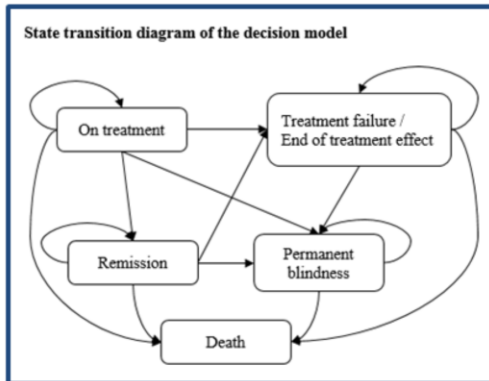 State transition diagram of the decision model
On treatment
Treatment failure /
End of treatment effect
Remission
Permanent
blindness
Death